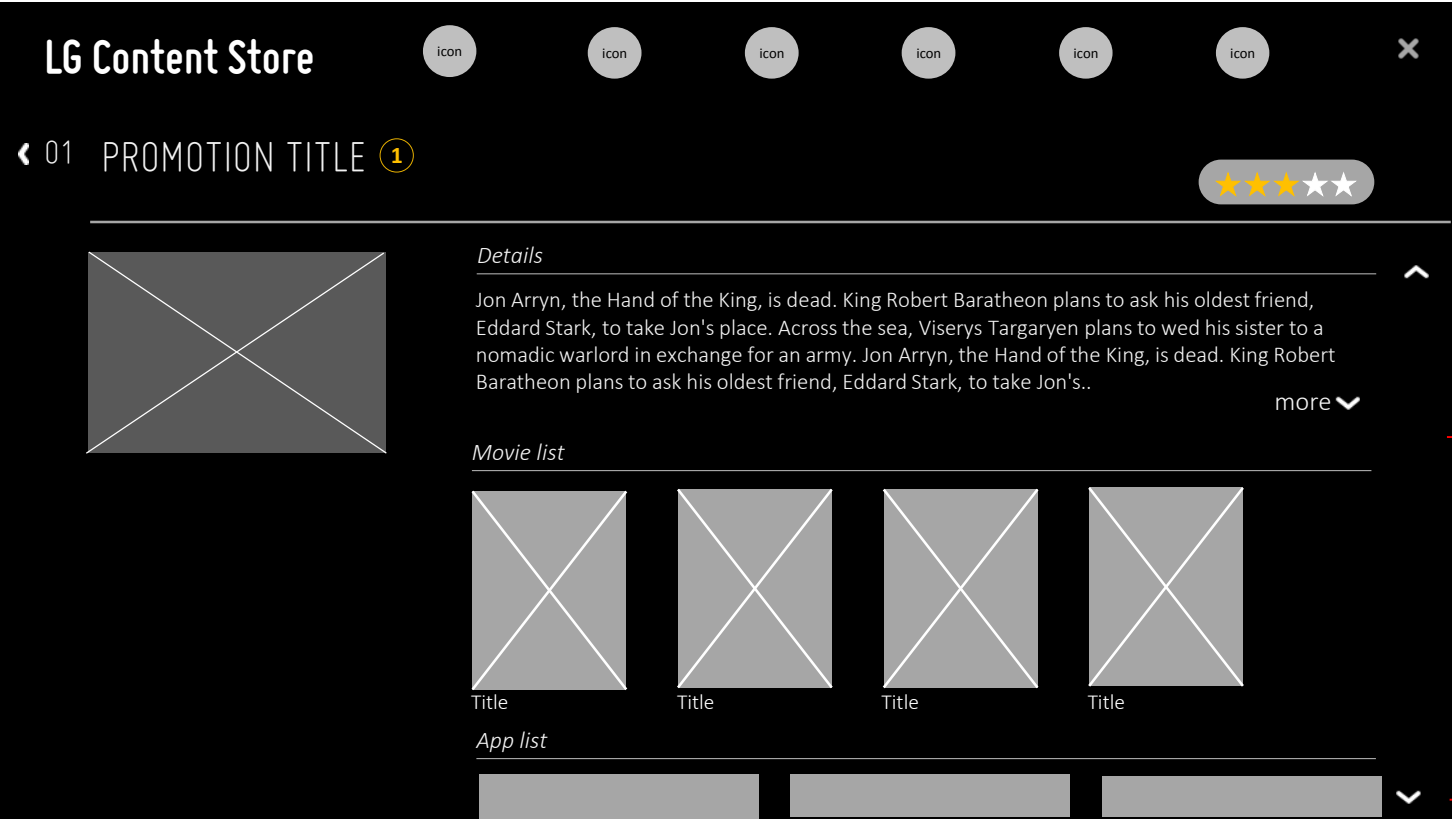 LG Content Store
icon icon icon icon icon icon
01 PROMOTION TITLE 1
Details
Jon Arryn, the Hand of the King, is dead. King Robert Baratheon plans to ask his oldest friend,
Eddard Stark, to take Jon's place. Across the sea, Viserys Targaryen plans to wed his sister to a
nomadic warlord in exchange for an army. Jon Arryn, the Hand of the King, is dead. King Robert
Baratheon plans to ask his oldest friend, Eddard Stark, to take Jon's..
more
Movie list
Title Title Title Title
App list